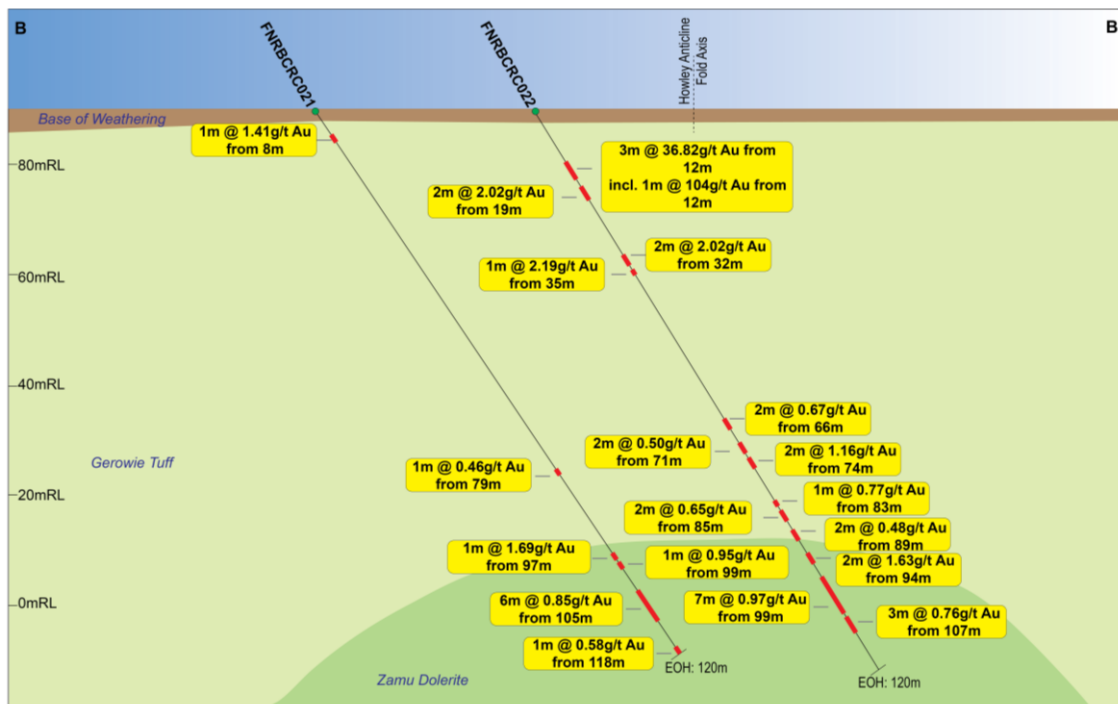 B
B
FNRBCRC021
FNRBCRC022
Howley Anticline
Fold Axis
Base of Weathering
1m @ 1.41g/t Au
from 8m
80mRL
3m @ 36.82g/t Au from
12m
incl. 1m @ 104g/t Au from
12m
2m @ 2.02g/t Au
from 19m
2m @ 2.02g/t Au
from 32m
60mRL
1m @ 2.19g/t Au
from 35m
40mRL
2m @ 0.67g/t Au
from 66m
2m @ 0.50g/t Au
from 71m
2m @ 1.16g/t Au
from 74m
Gerowie Tuff
1m @ 0.46g/t Au
from 79m
1m @ 0.77g/t Au
from 83m
20mRL
2m @ 0.65g/t Au
from 85m
2m @ 0.48g/t Au
from 89m
1m @ 1.69g/t Au
from 97m
1m @ 0.95g/t Au
from 99m
2m @ 1.63g/t Au
from 94m
0mRL
6m @ 0.85g/t Au
from 105m
7m @ 0.97g/t Au
from 99m
3m @ 0.76g/t Au
from 107m
1m @ 0.58g/t Au
from 118m
EOH: 120m
EOH: 120m
Zamu Dolerite